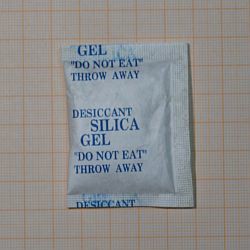 GEL
"DO NOT EAT"
THROW AWAY
DESICCANT
SILICA
GEL
"DO NOT EAT"
THROW AWAY
DESICCANT